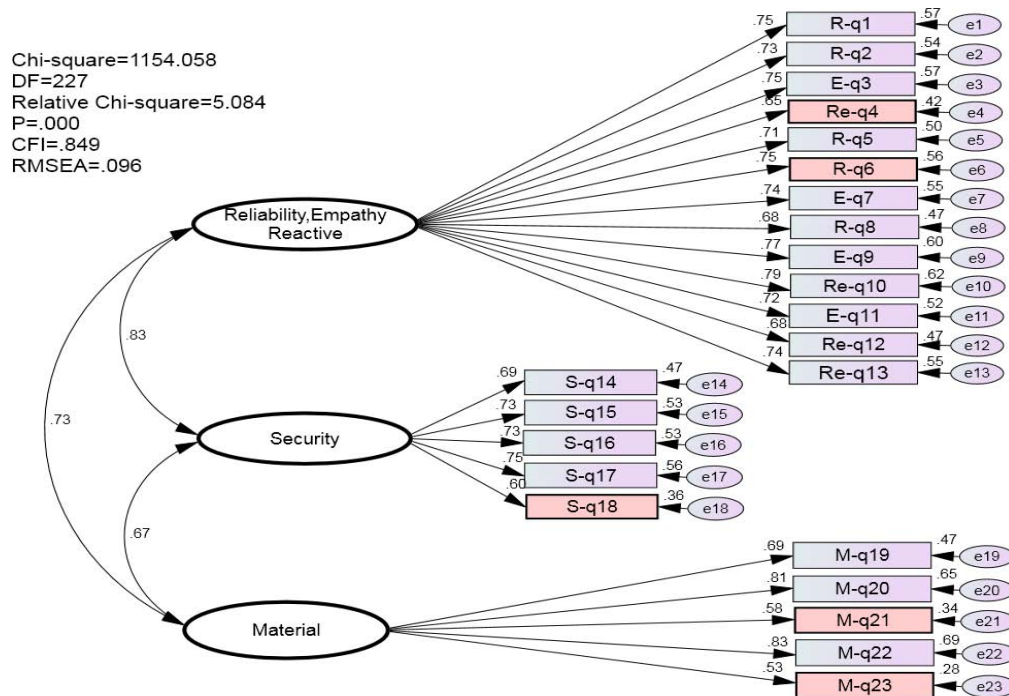 Chi-square=1154.058
DF=227
Relative Chi-square=5.084
P=.000
CFI=.849
RMSEA=.096
Reliability,Empathy
Reactive
Security
Material
.83
.73
.67
.75 R-q1 .57 e1
.73 R-q2 .54 e2
.75 E-q3 .57 e3
.65 Re-q4 .42 e4
.71 R-q5 .50 e5
.75 R-q6 .56 e6
.74 E-q7 .55 e7
.68 R-q8 .47 e8
.77 E-q9 .60 e9
.79 Re-q10 .62 e10
.72 E-q11 .52 e11
.68 Re-q12 .47 e12
.74 Re-q13 .55 e13
.69 S-q14 .47 e14
.73 S-q15 .53 e15
.73 S-q16 .53 e16
.75 S-q17 .56 e17
.60 S-q18 .36 e18
.69 M-q19 .47 e19
.81 M-q20 .65 e20
.58 M-q21 .34 e21
.83 M-q22 .69 e22
.53 M-q23 .28 e23